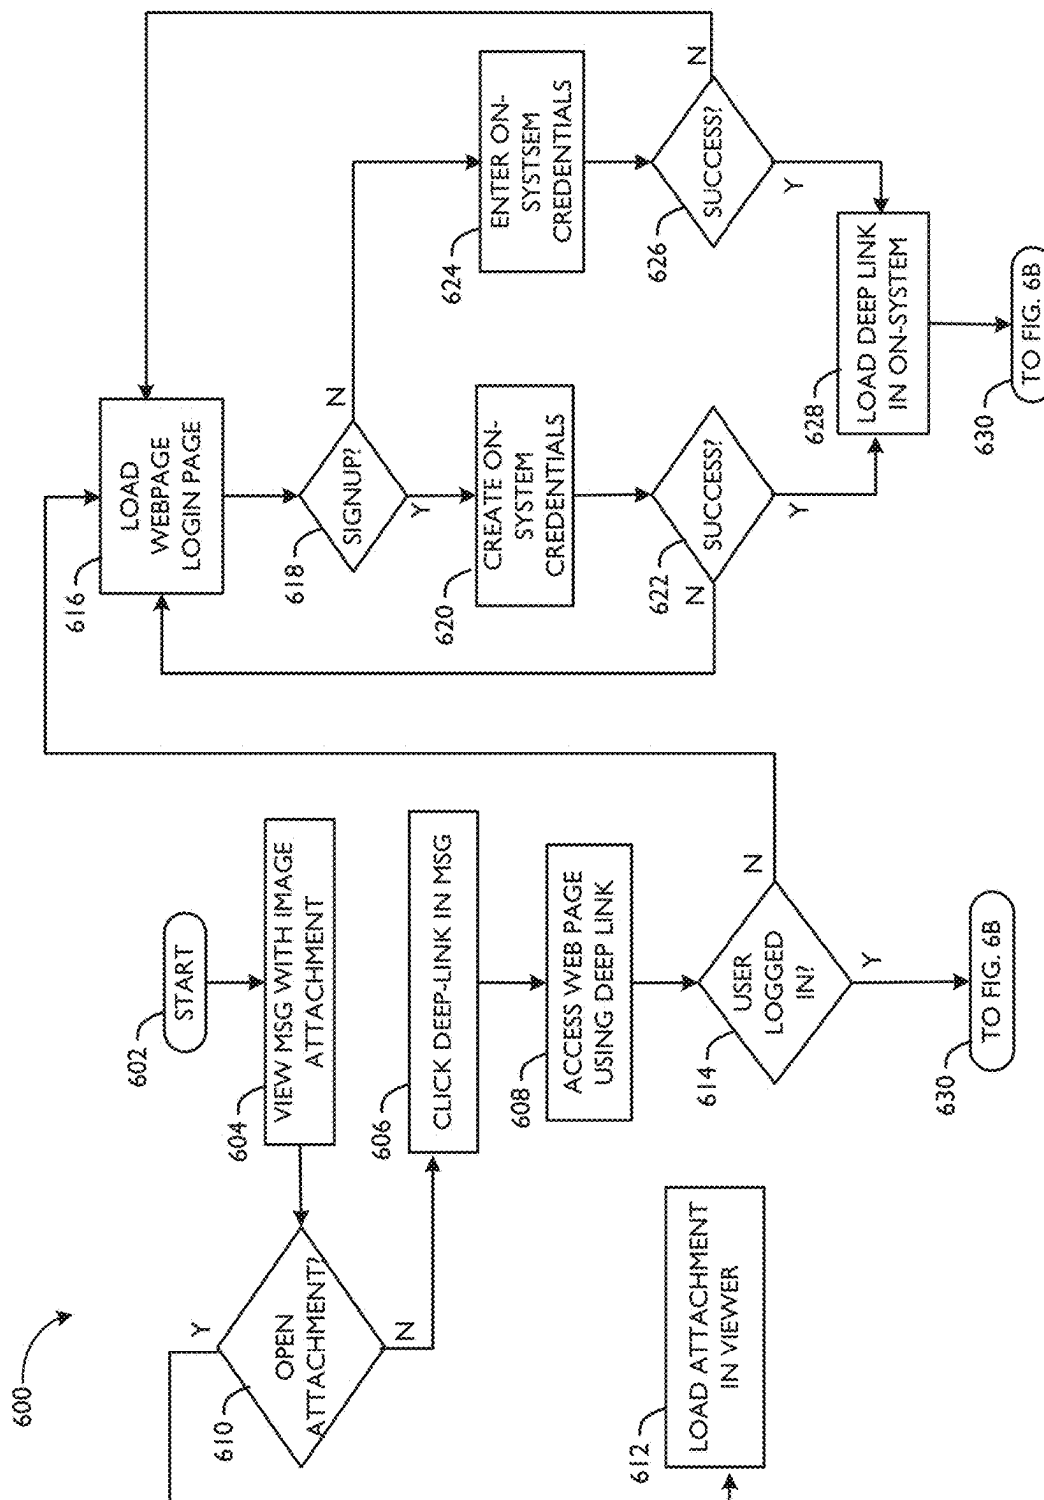 600
START
602
VIEW MSG WITH IMAGE
ATTACHMENT
604
OPEN
ATTACHMENT?
610
Y
N
CLICK DEEP-LINK IN MSG
606
ACCESS WEB PAGE
USING DEEP LINK
608
LOAD ATTACHMENT
IN VIEWER
612
USER
LOGGED
IN?
614
N
Y
TO FIG. 6B
630
LOAD
WEBPAGE
LOGIN PAGE
616
SIGNUP?
618
N
Y
CREATE ON-
SYSTEM
CREDENTIALS
620
ENTER ON-
SYSTSEM
CREDENTIALS
624
SUCCESS?
622
N
Y
SUCCESS?
626
N
Y
LOAD DEEP LINK
IN ON-SYSTEM
628
TO FIG. 6B
630